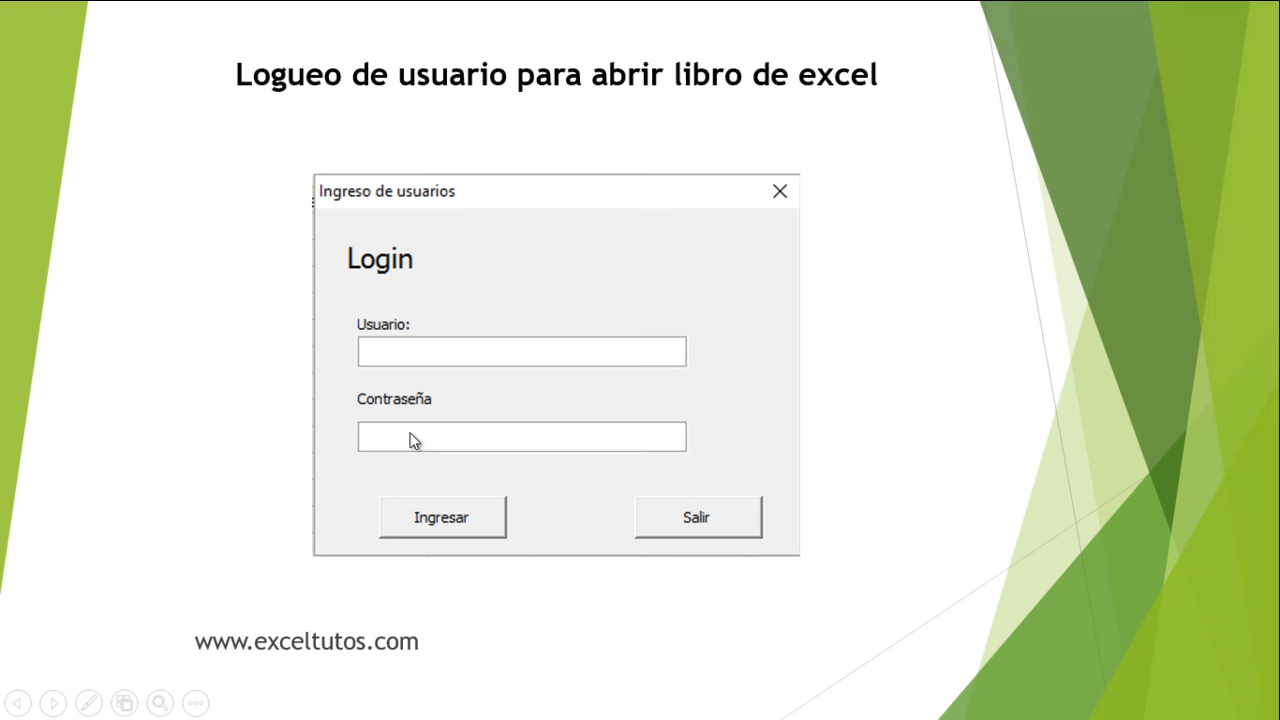 Logueo de usuario para abrir libro de excel
Ingreso de usuarios
Login
Usuario:
Contraseña
Ingresar
Salir
www.exceltutos.com